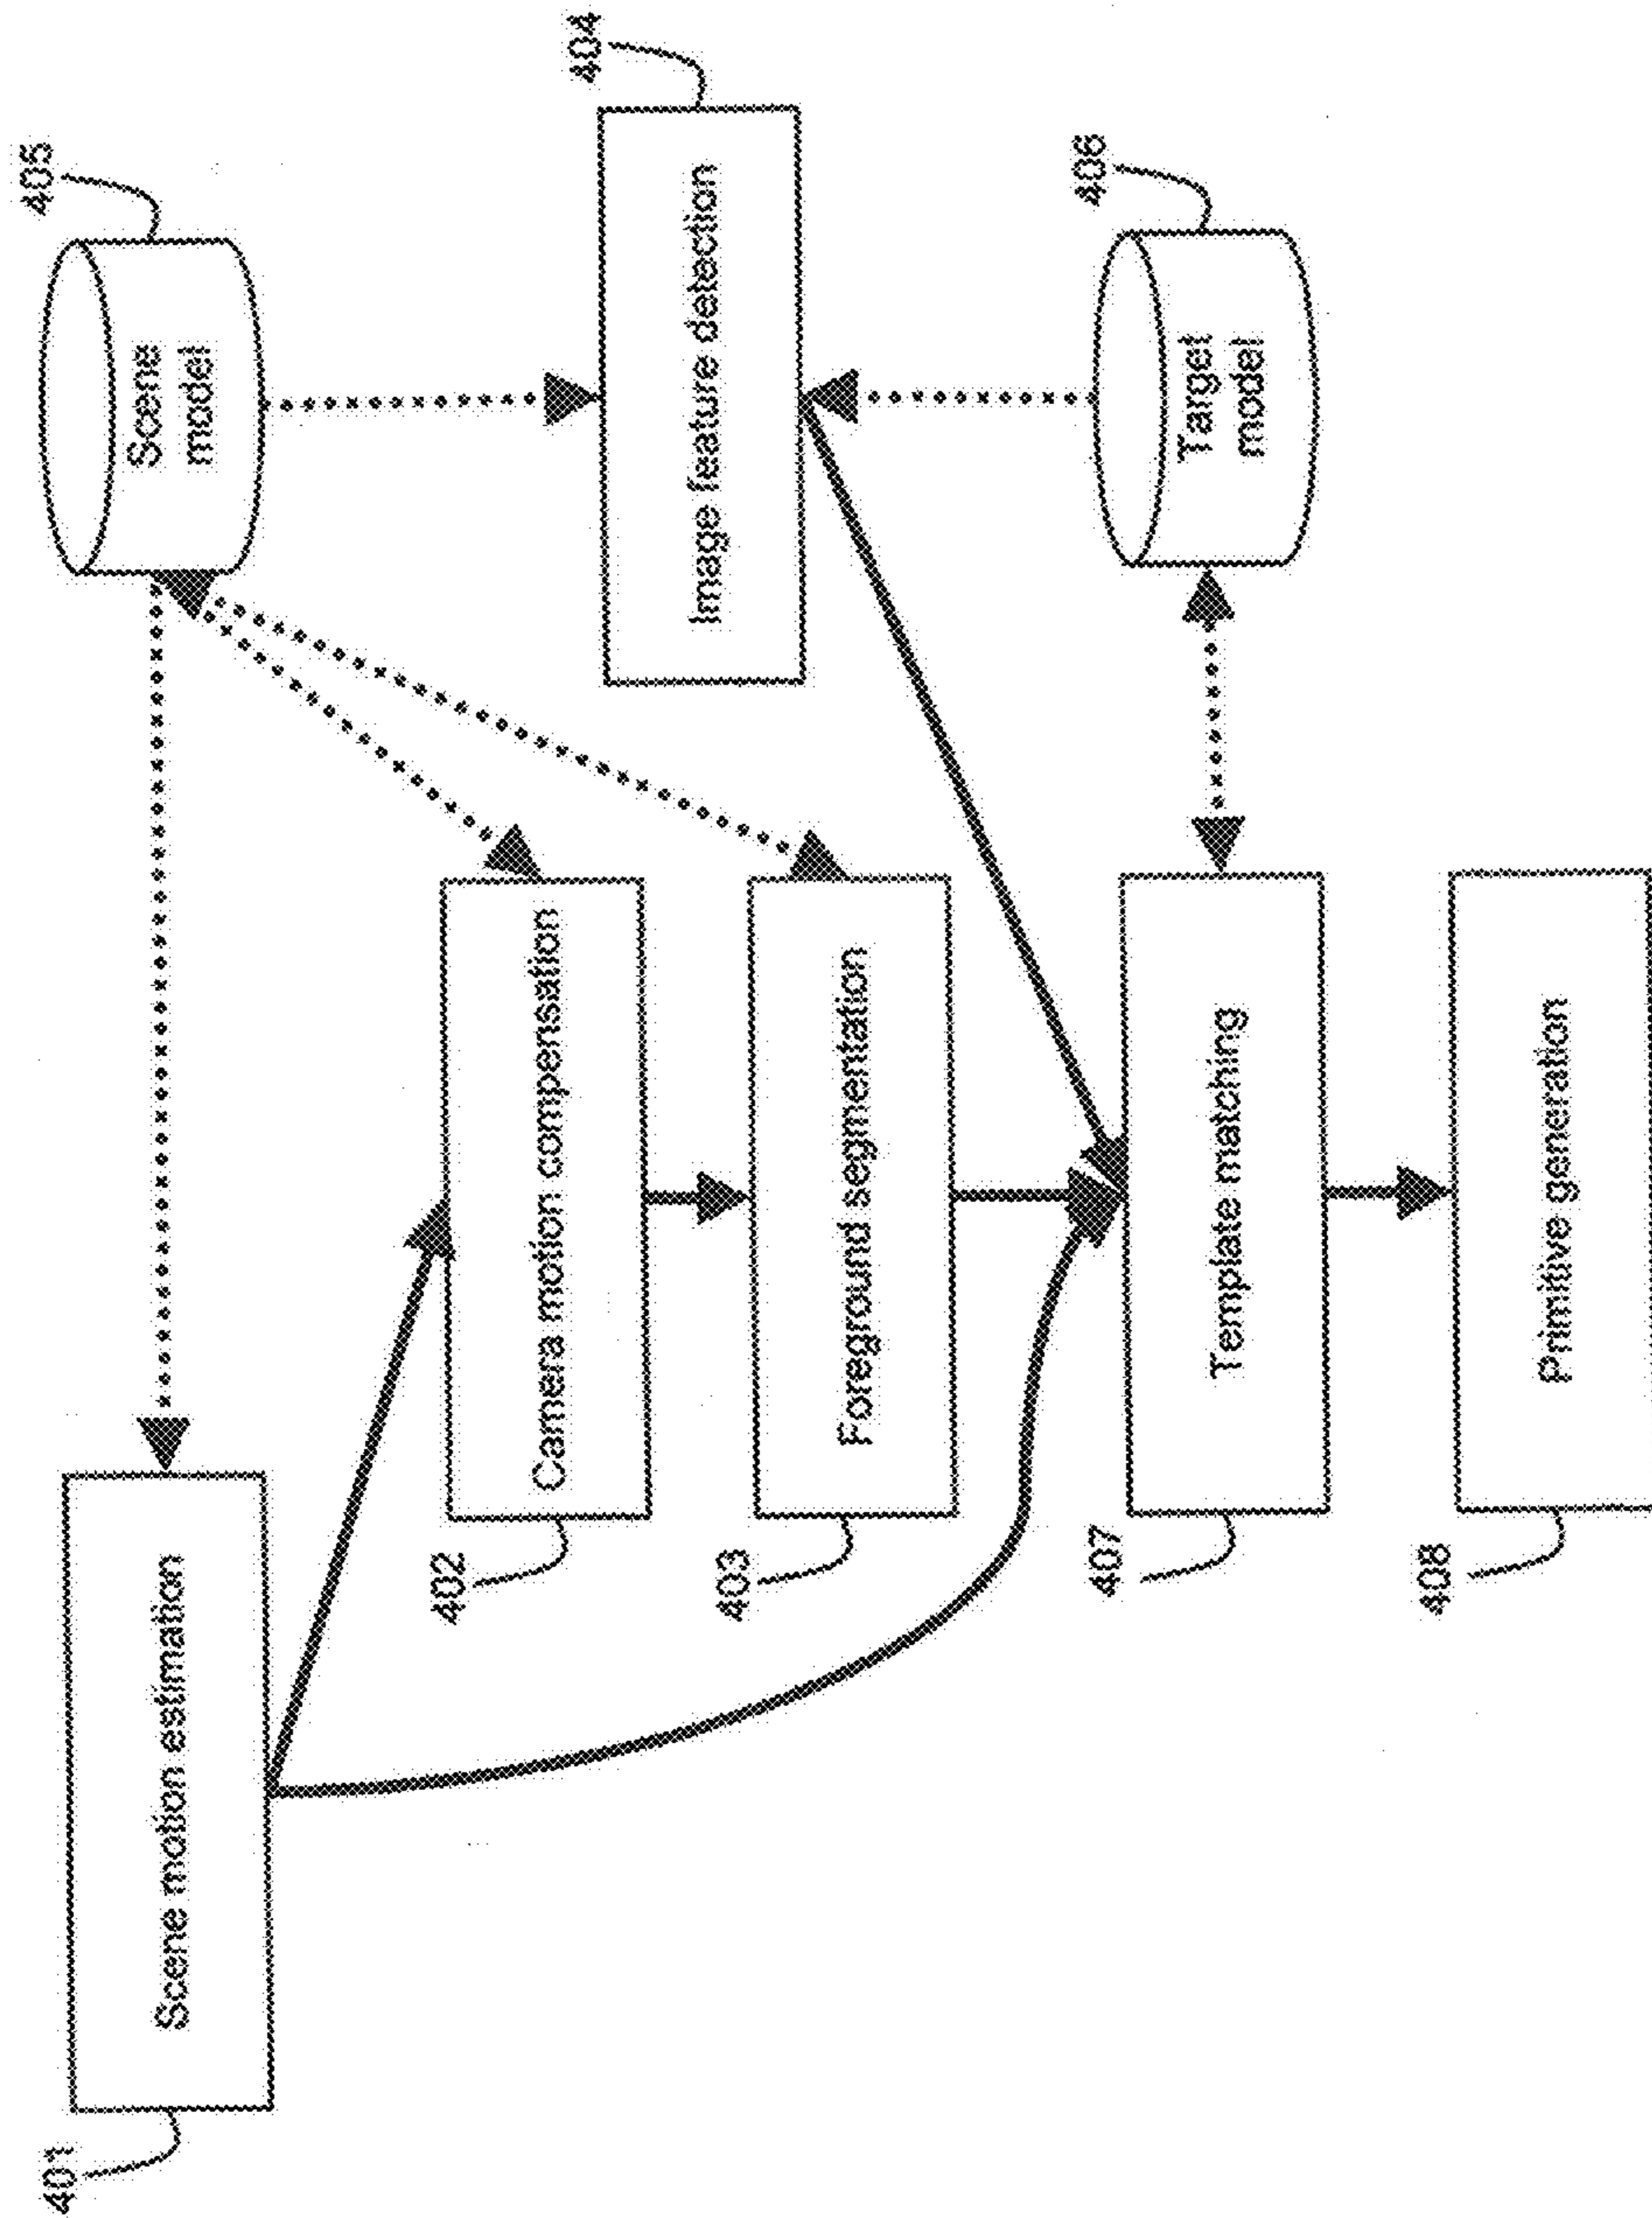 401
Scene motion estimation
Scene
model
405
402
Camera motion compensation
403
Foreground segmentation
Image feature detection
404
407
Template matching
Target
model
406
408
Primitive generation